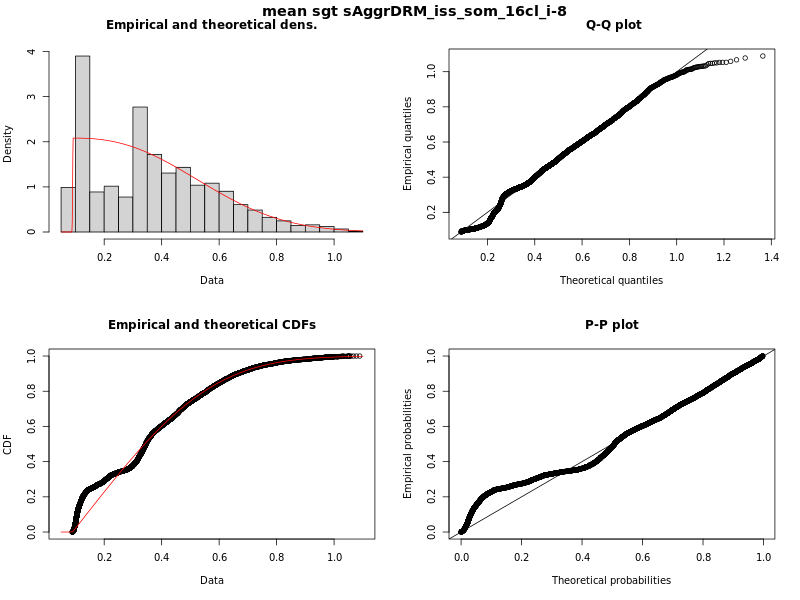 mean sgt sAggrDRM_iss_som_16cl_i-8
Empirical and theoretical dens.
Density
0 1 2 3 4
0.2 0.4 0.6 0.8 1.0
Data
Q-Q plot
Empirical quantiles
0.2 0.4 0.6 0.8 1.0
0.2 0.4 0.6 0.8 1.0 1.2 1.4
Theoretical quantiles
Empirical and theoretical CDFs
CDF
0.0 0.2 0.4 0.6 0.8 1.0
0.2 0.4 0.6 0.8 1.0
Data
P-P plot
Empirical probabilities
0.0 0.2 0.4 0.6 0.8 1.0
0.0 0.2 0.4 0.6 0.8 1.0
Theoretical probabilities